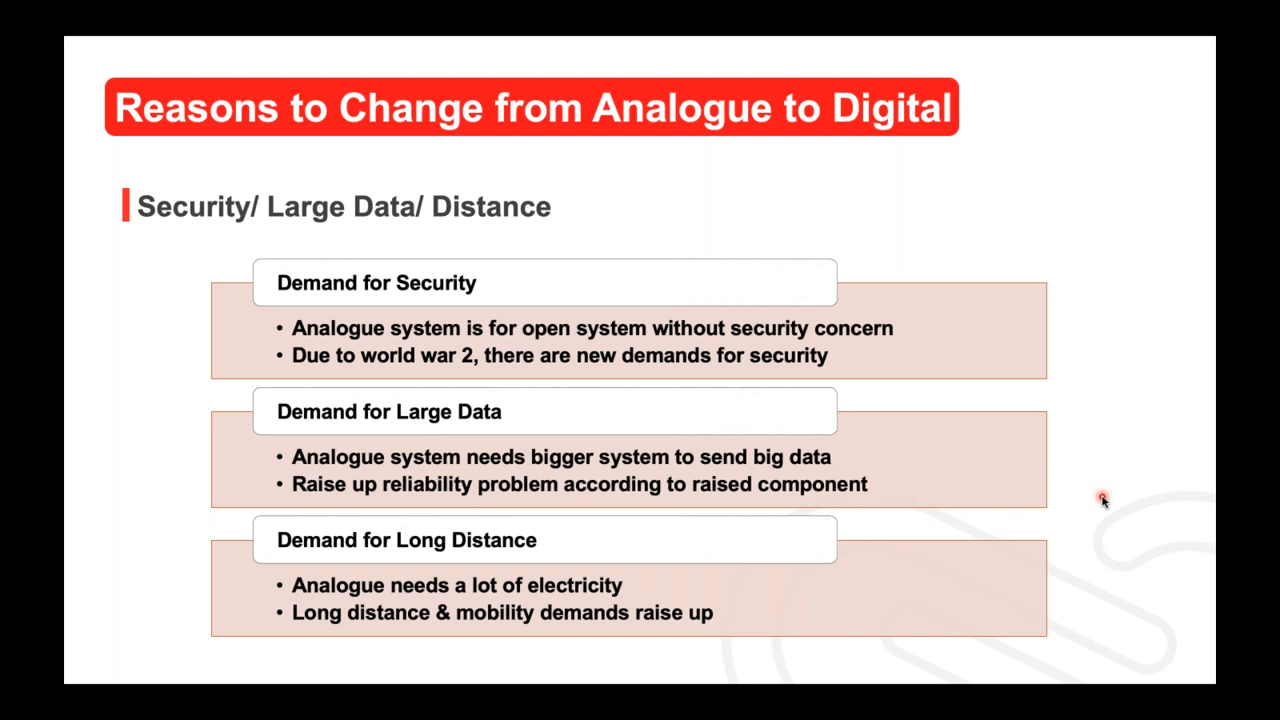 Reasons to Change from Analogue to Digital
Security/ Large Data/ Distance
Demand for Security
• Analogue system is for open system without security concern
• Due to world war 2, there are new demands for security
Demand for Large Data
• Analogue system needs bigger system to send big data
• Raise up reliability problem according to raised component
Demand for Long Distance
• Analogue needs a lot of electricity
• Long distance & mobility demands raise up